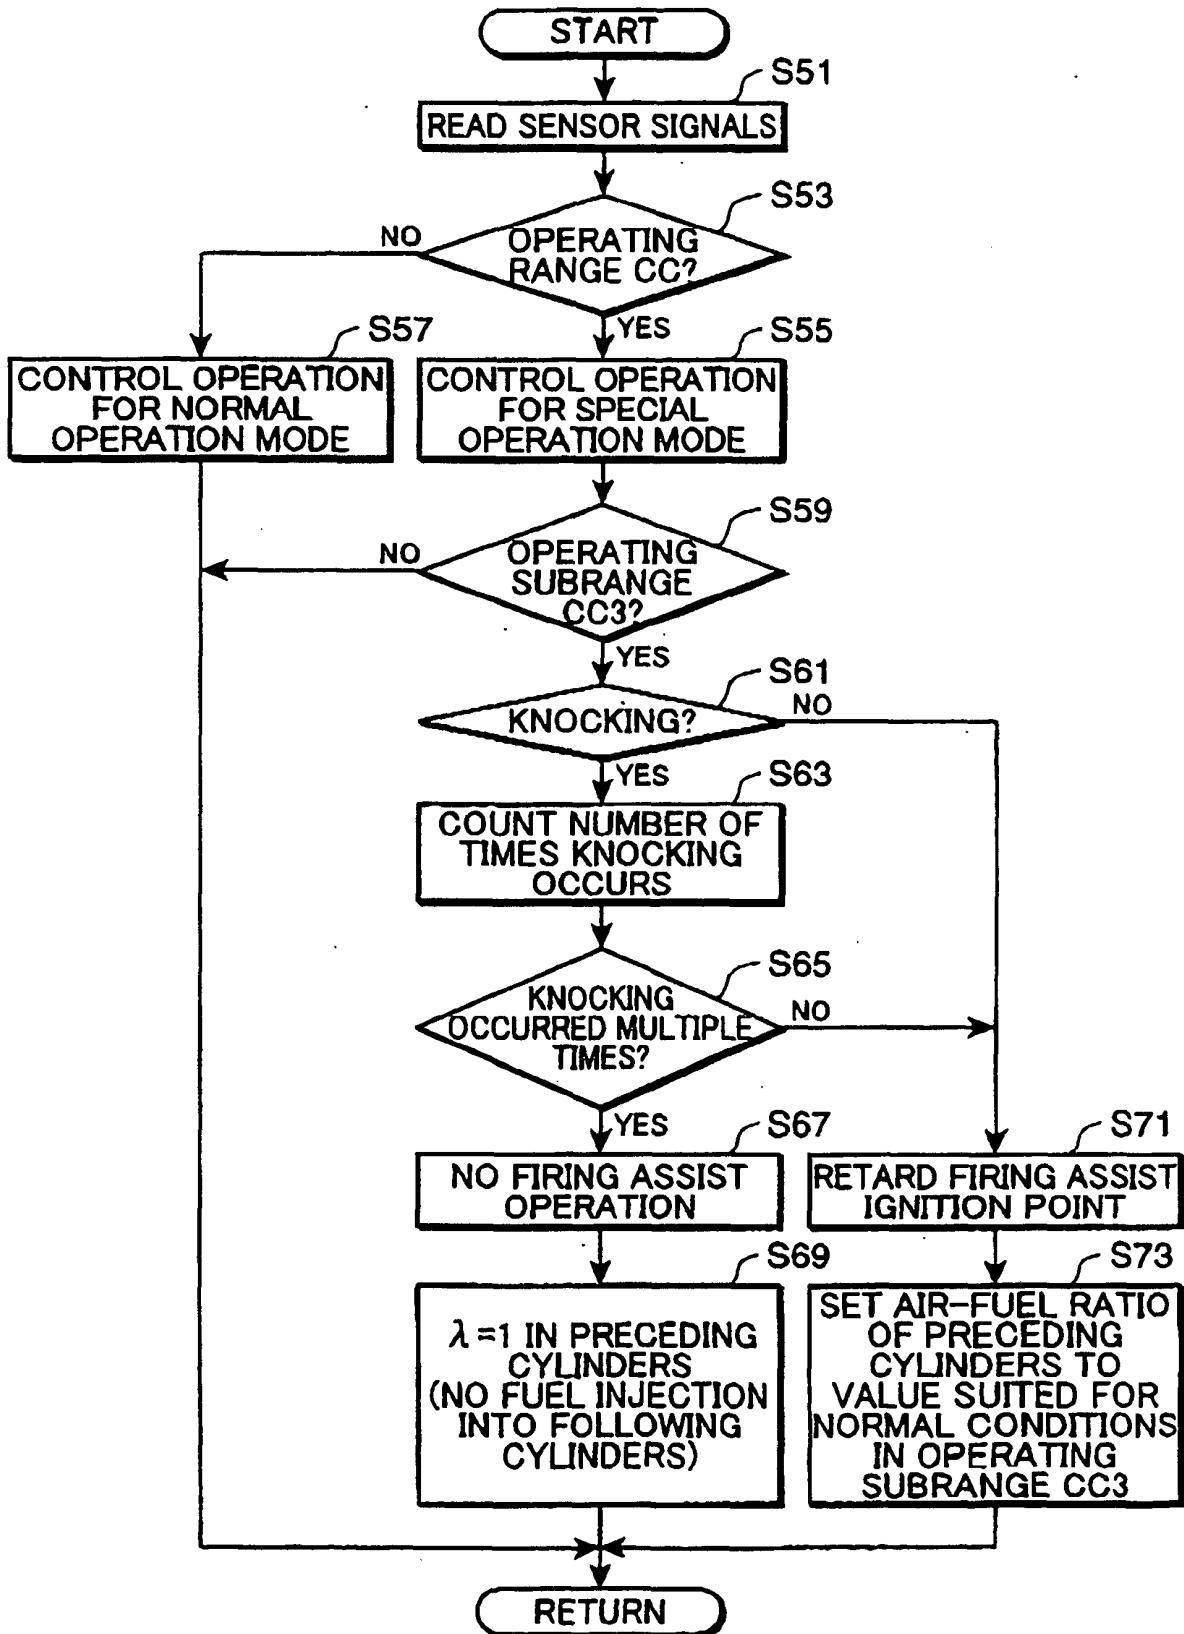 START
S51
READ SENSOR SIGNALS
S53
OPERATING
RANGE CC?
NO
YES
S57
CONTROL OPERATION
FOR NORMAL
OPERATION MODE
S55
CONTROL OPERATION
FOR SPECIAL
OPERATION MODE
S59
OPERATING
SUBRANGE
CC3?
NO
YES
S61
KNOCKING?
NO
YES
S63
COUNT NUMBER OF
TIMES KNOCKING
OCCURS
S65
KNOCKING
OCCURRED MULTIPLE
TIMES?
NO
YES
S67
NO FIRING ASSIST
OPERATION
S71
RETARD FIRING ASSIST
IGNITION POINT
S69
λ=1 IN PRECEDING
CYLINDERS
(NO FUEL INJECTION
INTO FOLLOWING
CYLINDERS)
S73
SET AIR-FUEL RATIO
OF PRECEDING
CYLINDERS TO
VALUE SUITED FOR
NORMAL CONDITIONS
IN OPERATING
SUBRANGE CC3
RETURN